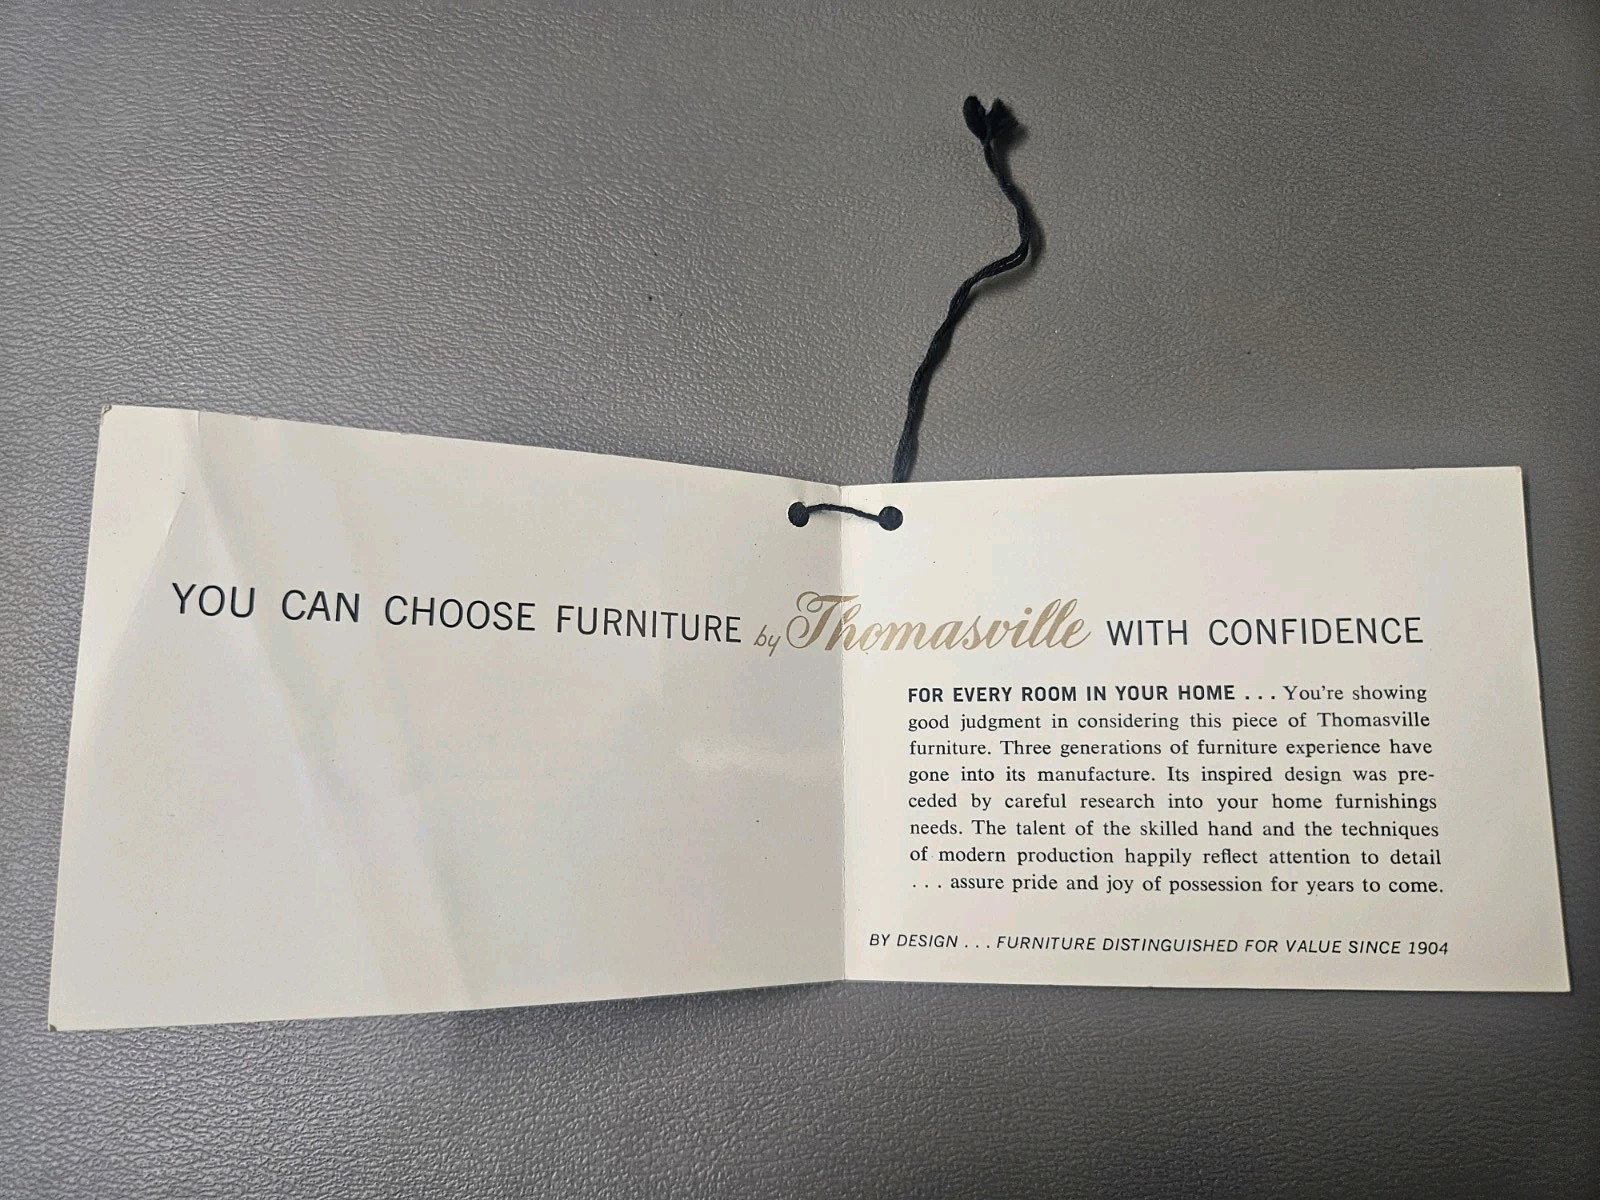 YOU CAN CHOOSE FURNITURE by Thomasville WITH CONFIDENCE
FOR EVERY ROOM IN YOUR HOME . . . You're showing
good judgment in considering this piece of Thomasville
furniture. Three generations of furniture experience have
gone into its manufacture. Its inspired design was pre-
ceded by careful research into your home furnishings
needs. The talent of the skilled hand and the techniques
of modern production happily reflect attention to detail
. . . assure pride and joy of possession for years to come.
BY DESIGN . . . FURNITURE DISTINGUISHED FOR VALUE SINCE 1904